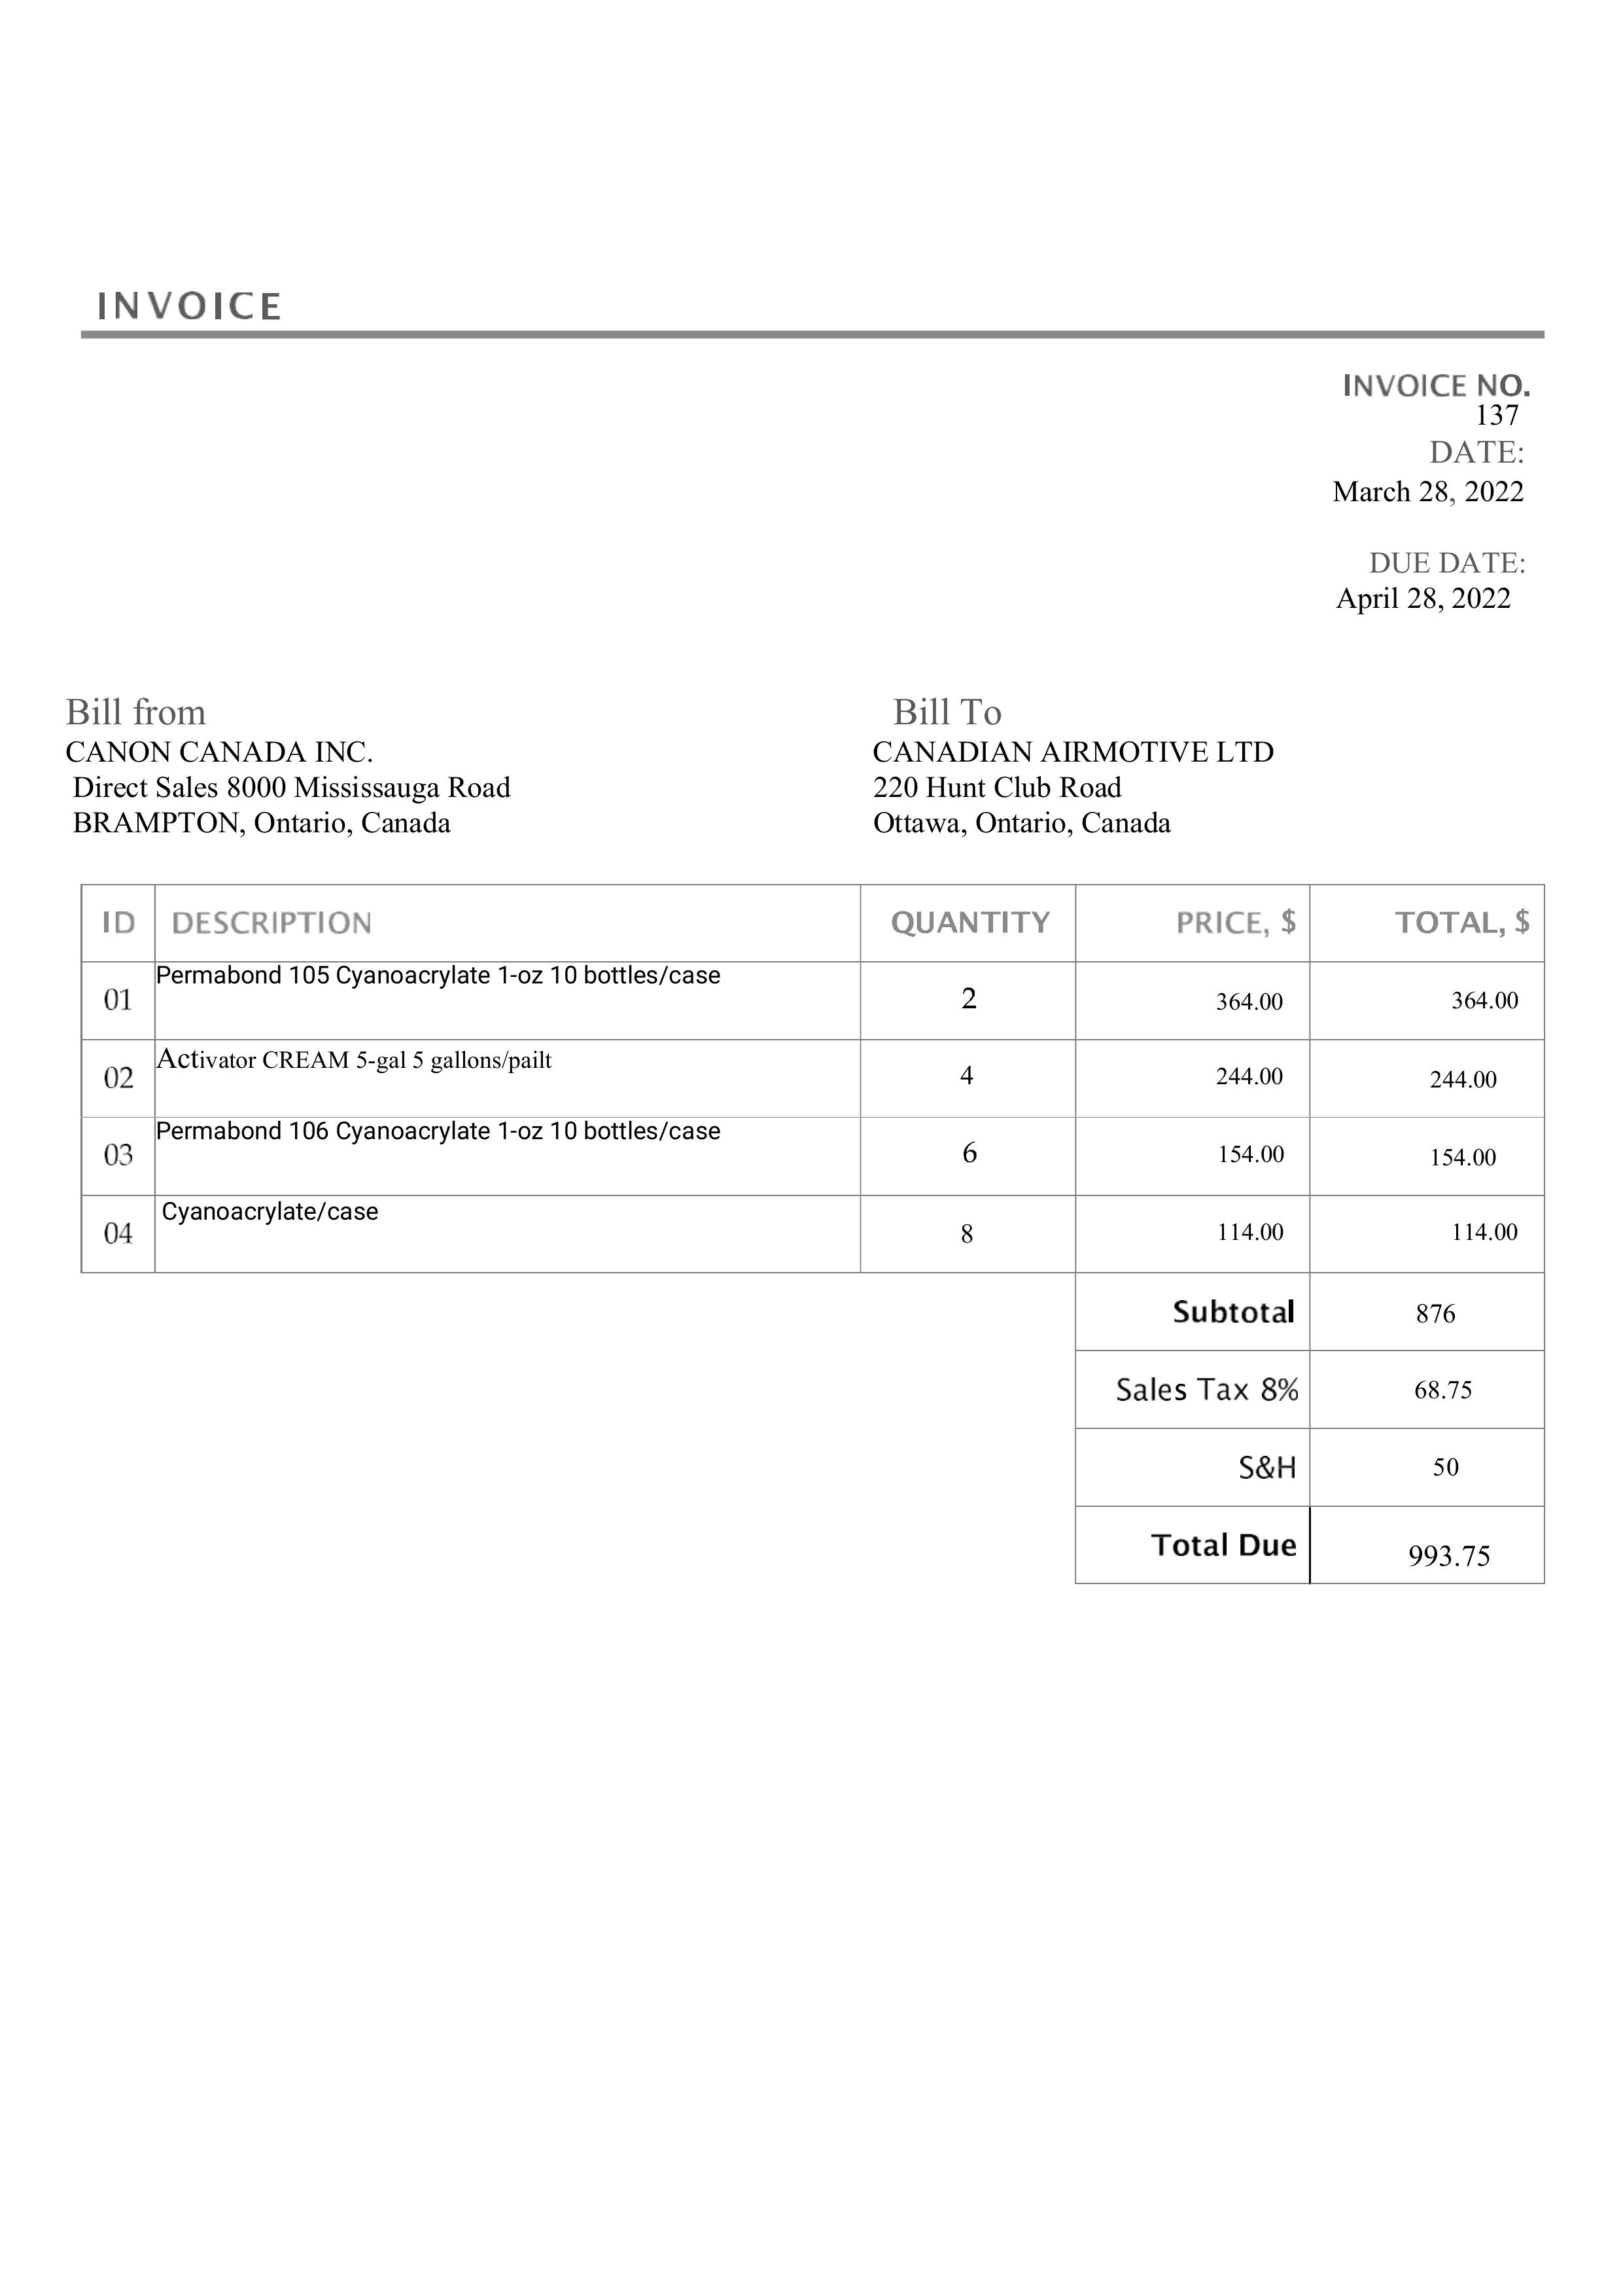 INVOICE
INVOICE NO.
137
DATE:
March 28, 2022
DUE DATE:
April 28, 2022
Bill from
CANON CANADA INC.
Direct Sales 8000 Mississauga Road
BRAMPTON, Ontario, Canada
Bill To
CANADIAN AIRMOTIVE LTD
220 Hunt Club Road
Ottawa, Ontario, Canada
ID DESCRIPTION QUANTITY PRICE, $ TOTAL, $
01 Permabond 105 Cyanoacrylate 1-oz 10 bottles/case 2 364.00 364.00
02 Activator CREAM 5-gal 5 gallons/pailt 4 244.00 244.00
03 Permabond 106 Cyanoacrylate 1-oz 10 bottles/case 6 154.00 154.00
04 Cyanoacrylate/case 8 114.00 114.00
Subtotal 876
Sales Tax 8% 68.75
S&H 50
Total Due 993.75